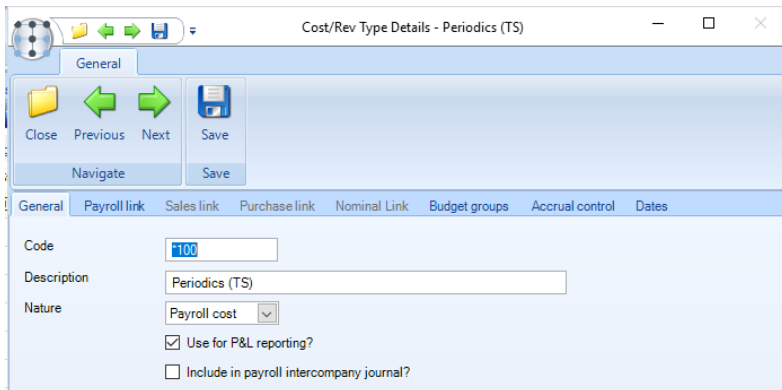 Cost/Rev Type Details - Periodics (TS)
General
Close Previous Next Save
Navigate Save
General Payroll link Sales link Purchase link Nominal Link Budget groups Accrual control Dates
Code *100
Description Periodics (TS)
Nature Payroll cost
Use for P&L reporting?
Include in payroll intercompany journal?